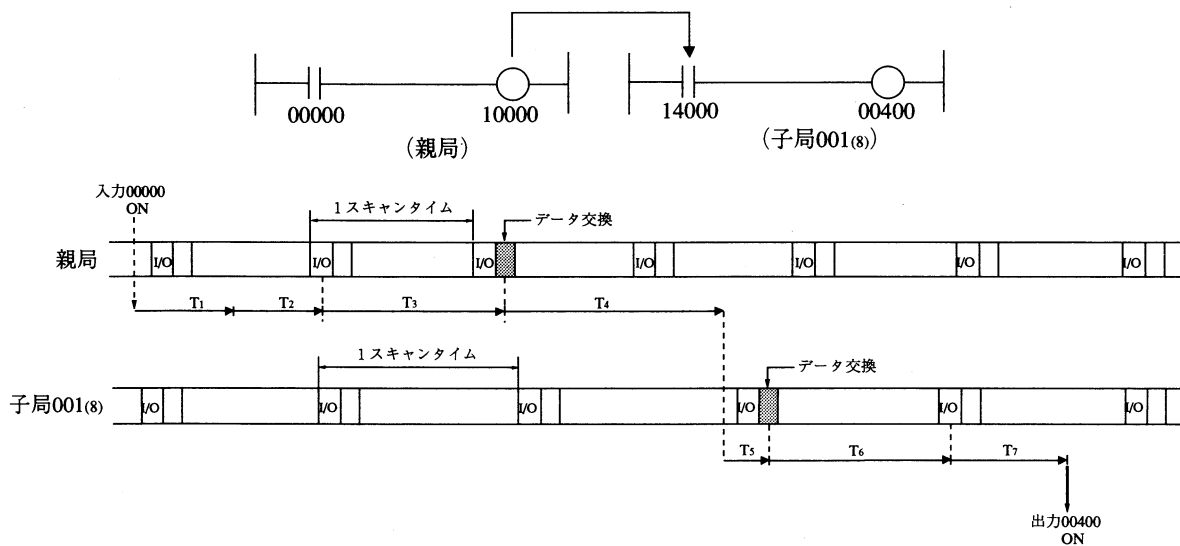 00000
10000
(親局)
14000
00400
(子局001(8))
入力00000
ON
1スキャンタイム
データ交換
親局
I/O
I/O
I/O
I/O
I/O
I/O
I/O
T1
T2
T3
T4
1スキャンタイム
データ交換
子局001(8)
I/O
I/O
I/O
I/O
I/O
I/O
T5
T6
T7
出力00400
ON